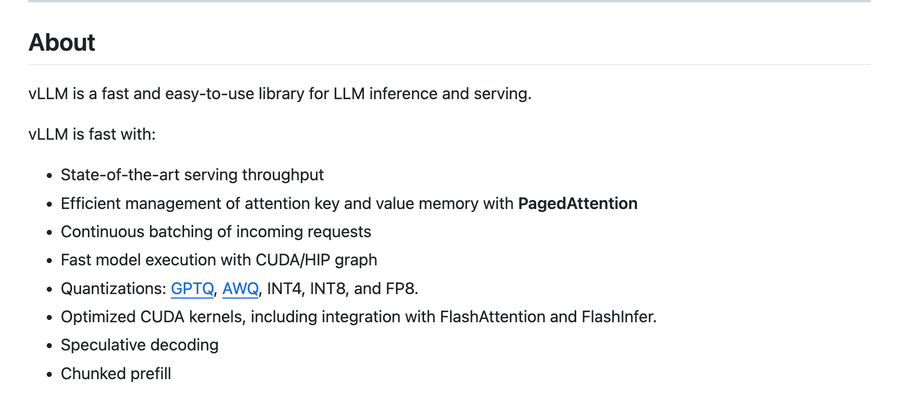 About
vLLM is a fast and easy-to-use library for LLM inference and serving.
vLLM is fast with:
• State-of-the-art serving throughput
• Efficient management of attention key and value memory with PagedAttention
• Continuous batching of incoming requests
• Fast model execution with CUDA/HIP graph
• Quantizations: GPTQ, AWQ, INT4, INT8, and FP8.
• Optimized CUDA kernels, including integration with FlashAttention and FlashInfer.
• Speculative decoding
• Chunked prefill